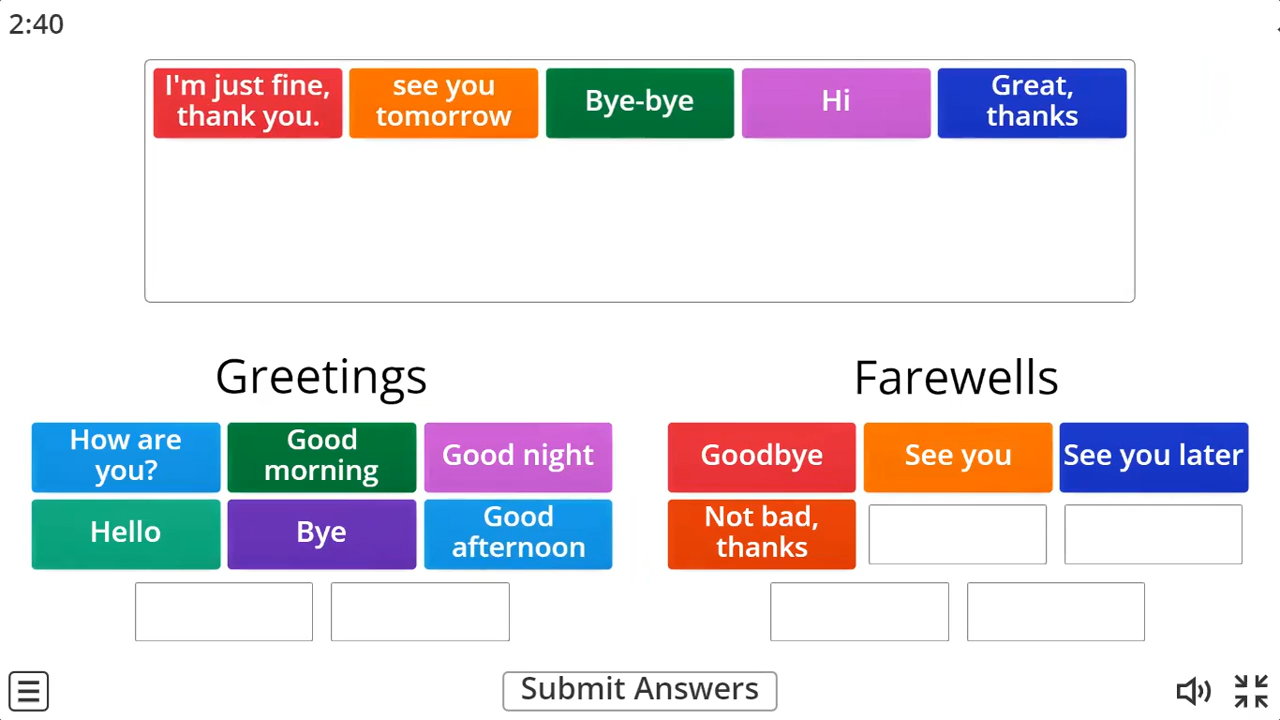 2:40
I'm just fine,
thank you.
see you
tomorrow
Bye-bye
Hi
Great,
thanks
Greetings
Farewells
How are
you?
Good
morning
Good night
Goodbye
See you
See you later
Hello
Bye
Good
afternoon
Not bad,
thanks
Submit Answers